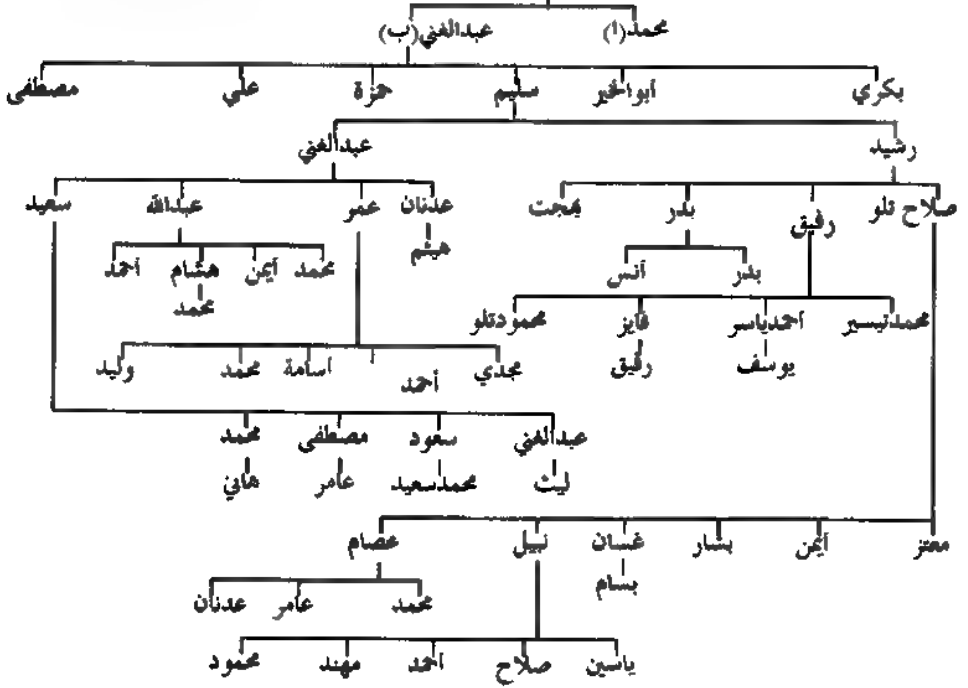 محمد(ا) عبدالغني(ب)
بكري أبوالخير سليم حمزة علي مصطفى
رشيد عبدالغني
صلاح تلو رفيق بدر بهجت عدنان عمر عبدالله سعيد
هيثم
بدر أنس محمد أيمن هشام أحمد
محمد
محمدتيسير احمدياسر فايز محمودتلو
يوسف رفيق
مجدي أحمد اسامة محمد وليد
عبدالغني سعود مصطفى محمد
ليث محمدسعيد عامر هاني
معتز أيمن بشار غسان نبيل عصام
بسام
محمد عامر عدنان
ياسين صلاح احمد مهند محمود